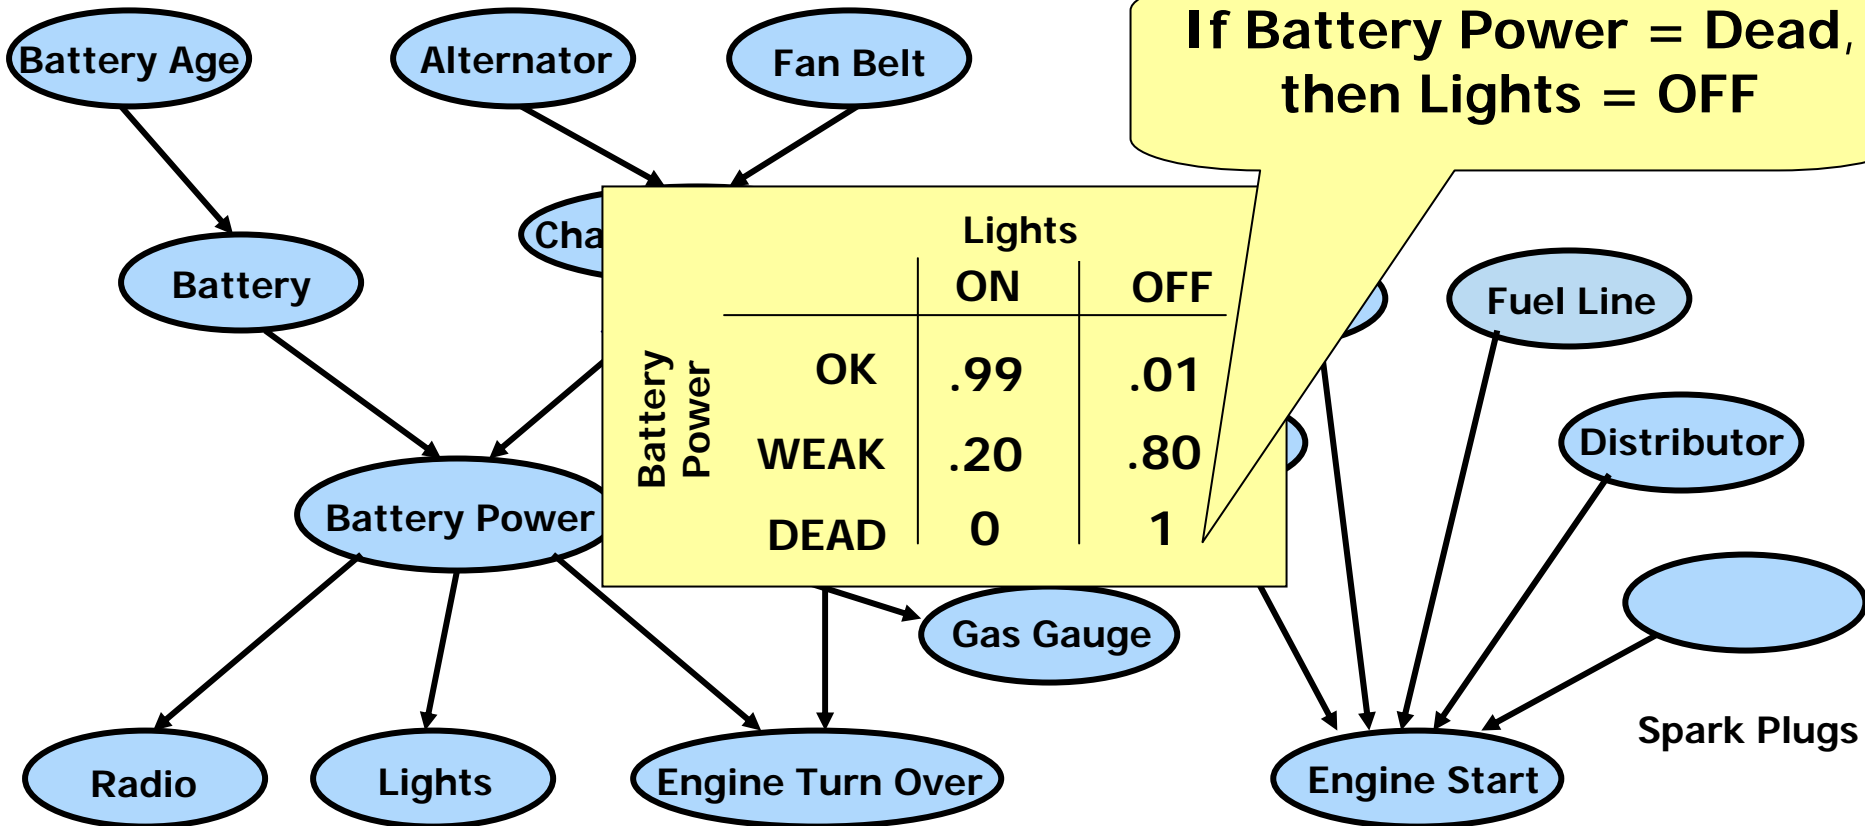 If Battery Power = Dead,
then Lights = OFF
Battery Age
Alternator
Fan Belt
Cha
Lights
ON OFF
Battery
Fuel Line
Battery
Power
OK .99 .01
WEAK .20 .80
DEAD 0 1
Distributor
Battery Power
Gas Gauge
Spark Plugs
Radio
Lights
Engine Turn Over
Engine Start